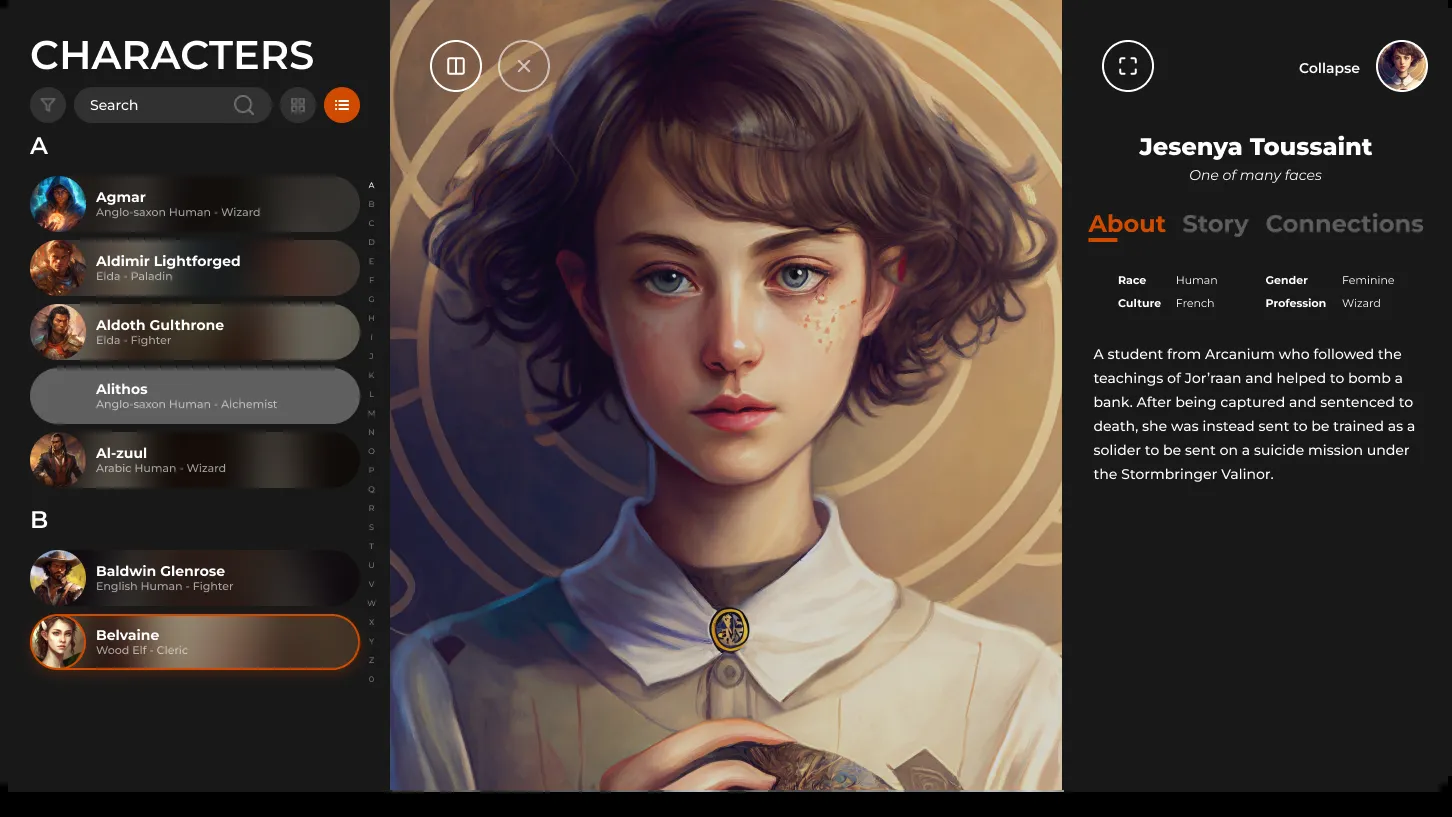 CHARACTERS
Search
A
Agmar
Anglo-saxon Human - Wizard
Aldimir Lightforged
Eida - Paladin
Aldoth Gulthrone
Eida - Fighter
Alithos
Anglo-saxon Human - Alchemist
Al-zuul
Arabic Human - Wizard
B
Baldwin Glenrose
English Human - Fighter
Belvaine
Wood Elf - Cleric
A
B
C
D
E
F
G
H
I
J
K
L
M
N
O
P
Q
R
S
T
U
V
W
X
Y
Z
0
Collapse
Jesenya Toussaint
One of many faces
About Story Connections
Race Human Gender Feminine
Culture French Profession Wizard
A student from Arcanium who followed the
teachings of Jor’raan and helped to bomb a
bank. After being captured and sentenced to
death, she was instead sent to be trained as a
solider to be sent on a suicide mission under
the Stormbringer Valinor.